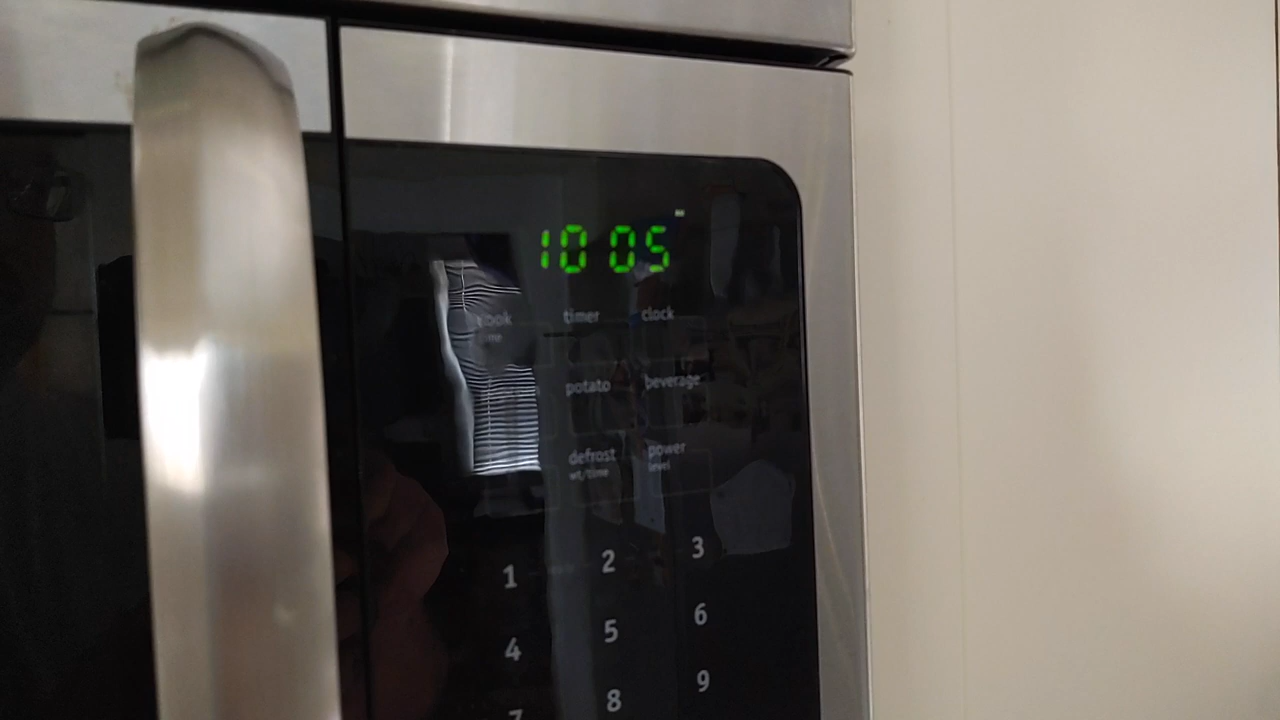 10 05
cook timer clock
potato beverage
defrost power
wt/time level
1 2 3
4 5 6
7 8 9